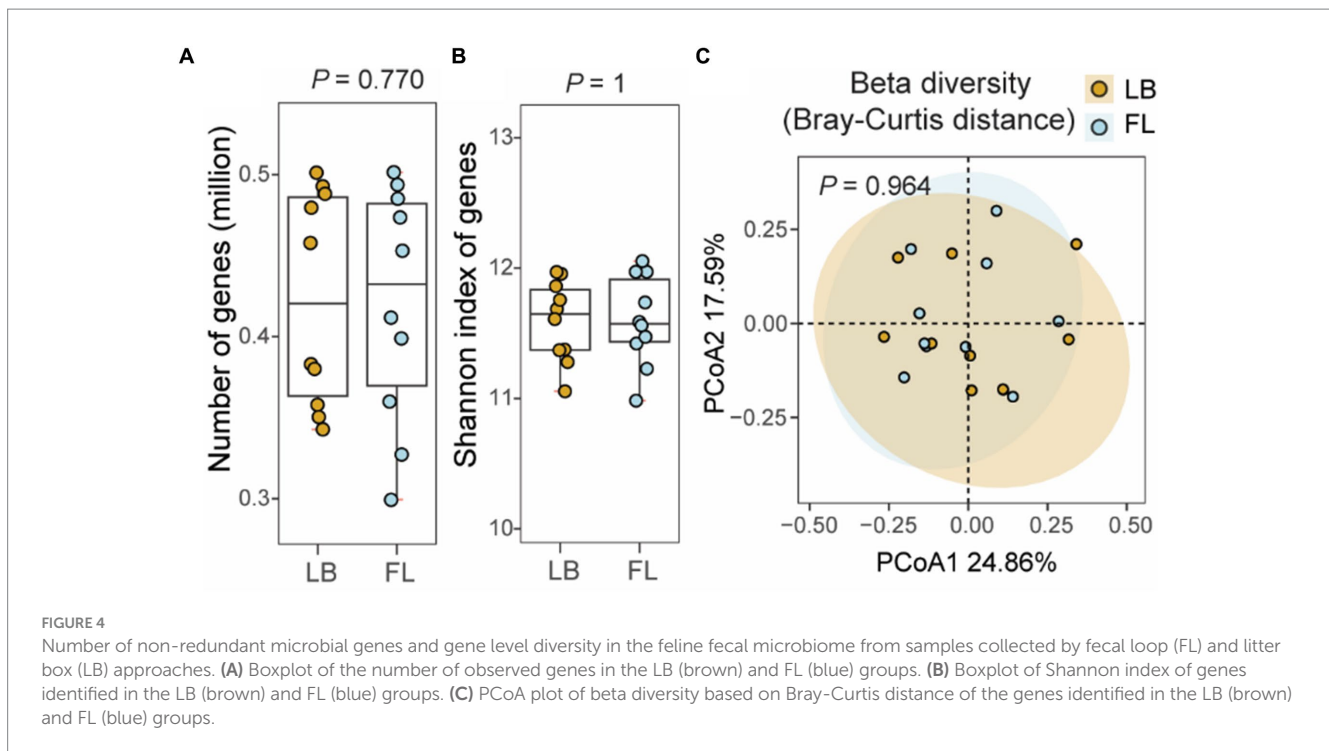 A
P = 0.770
Number of genes (million)
0.5
0.4
0.3
LB
FL
B
P = 1
Shannon index of genes
13
12
11
10
LB
FL
C
Beta diversity
(Bray-Curtis distance)
LB
FL
P = 0.964
PCoA2 17.59%
0.25
0.00
−0.25
−0.50
−0.25
0.00
0.25
0.50
PCoA1 24.86%
FIGURE 4
Number of non-redundant microbial genes and gene level diversity in the feline fecal microbiome from samples collected by fecal loop (FL) and litter
box (LB) approaches. (A) Boxplot of the number of observed genes in the LB (brown) and FL (blue) groups. (B) Boxplot of Shannon index of genes
identified in the LB (brown) and FL (blue) groups. (C) PCoA plot of beta diversity based on Bray-Curtis distance of the genes identified in the LB (brown)
and FL (blue) groups.